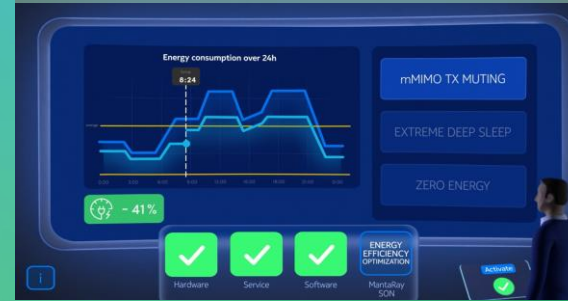 Energy consumption over 24h
8:24
mMIMO TX MUTING
EXTREME DEEP SLEEP
ZERO ENERGY
- 41%
ENERGY
EFFICIENCY
OPTIMIZATION
Hardware
Service
Software
MantaRay
SON
Activate
i